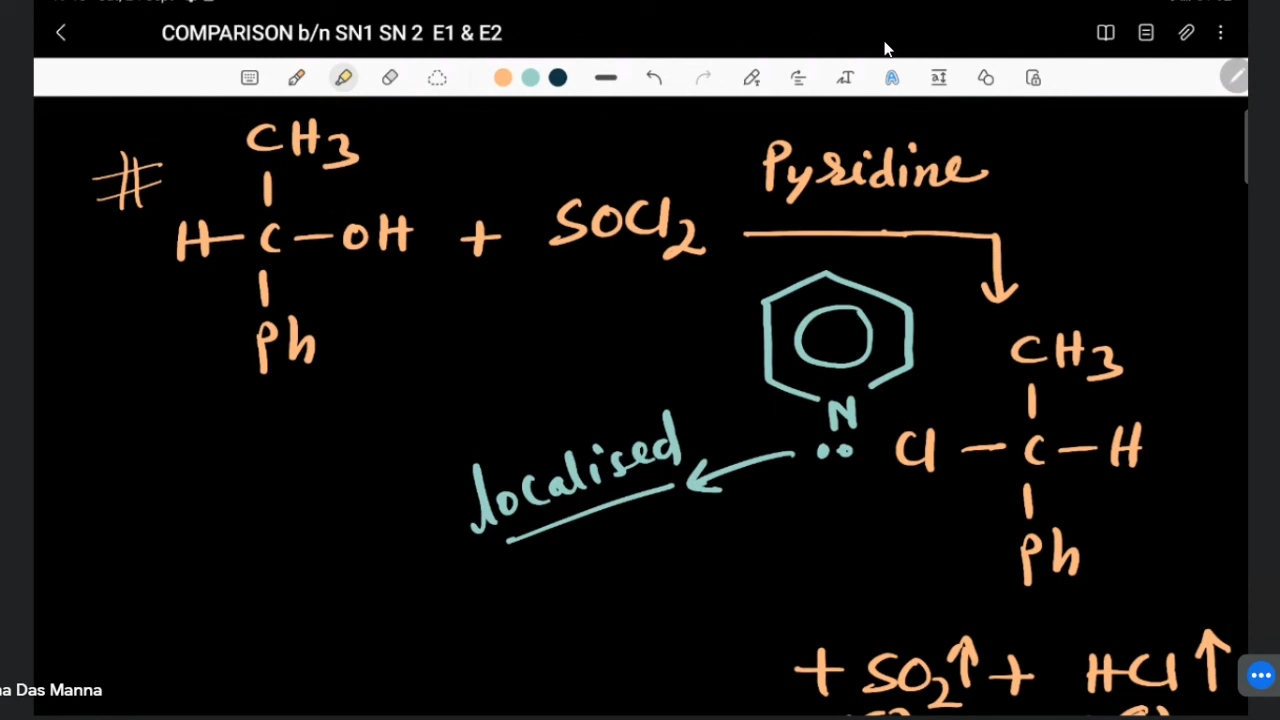 COMPARISON b/n SN1 SN 2 E1 & E2
# CH3
H-C-OH + SOCl2 Pyridine
Ph
N
localised
CH3
Cl-C-H
Ph
+ SO2↑ + HCl↑
Das Manna